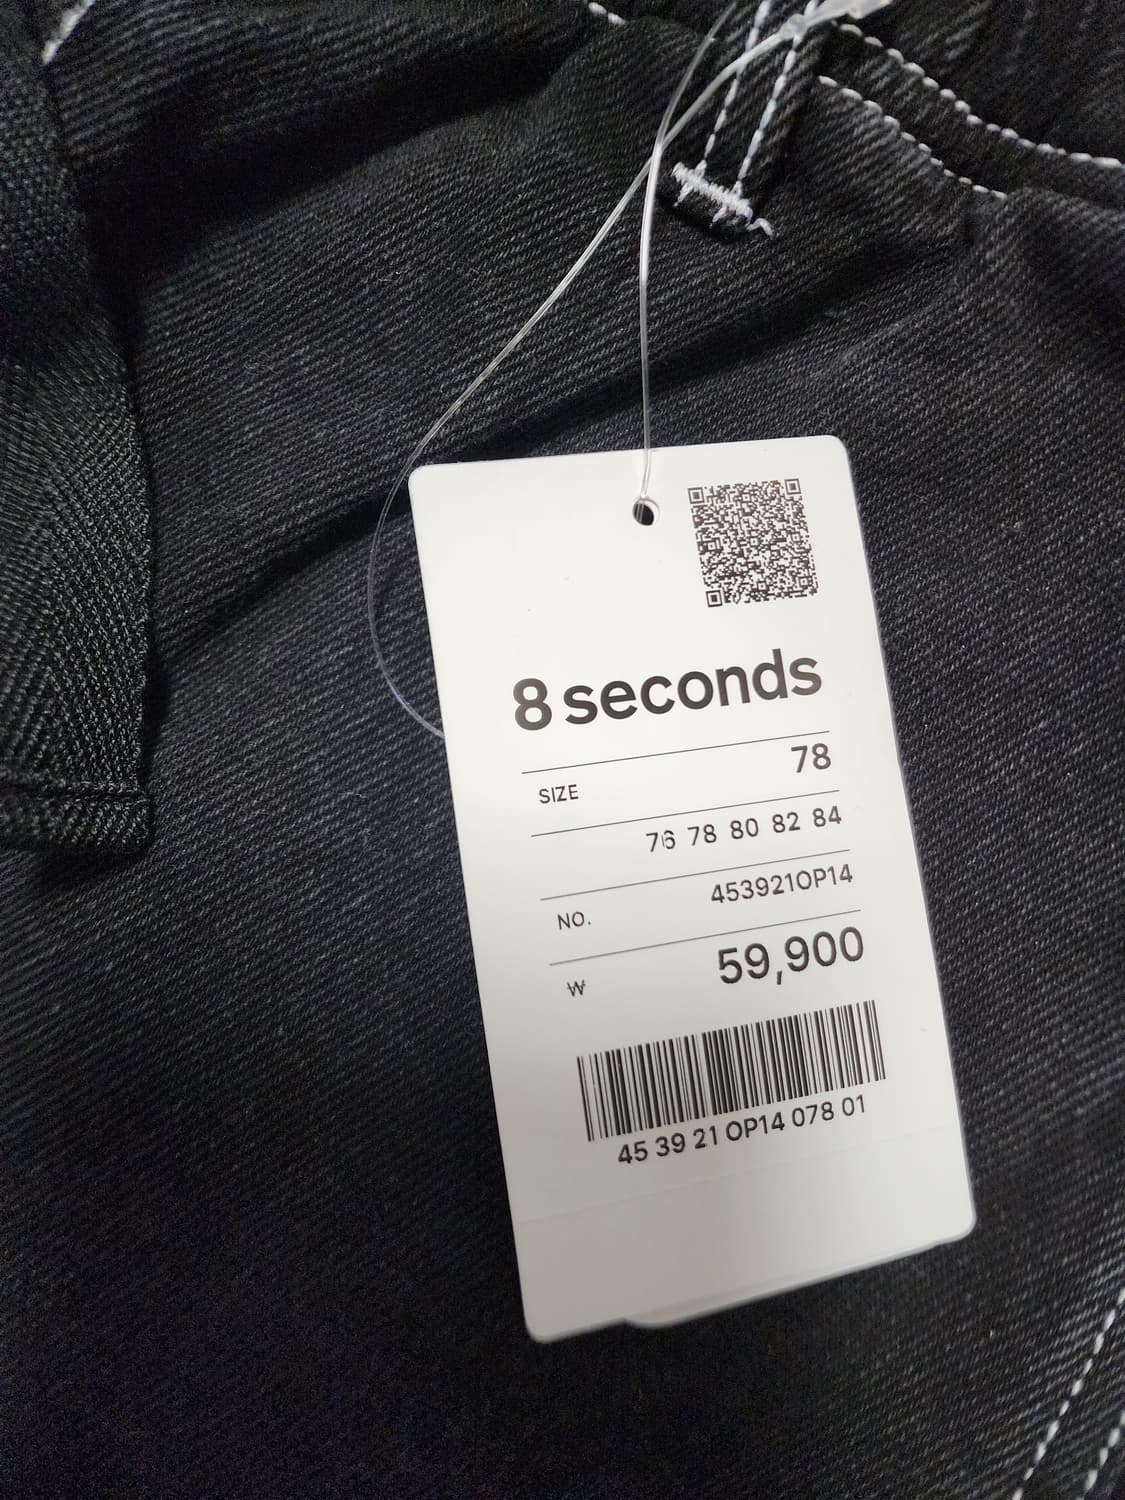 8 seconds
78
SIZE
76 78 80 82 84
453921OP14
NO.
59,900
₩
45 39 21 OP14 078 01